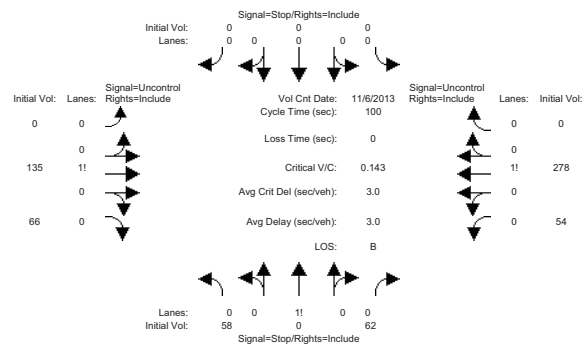 Signal=Stop/Rights=Include
Initial Vol: 0 0 0
Lanes: 0 0 0 0 0
Signal=Uncontrol Signal=Uncontrol
Initial Vol: Lanes: Rights=Include Vol Cnt Date: 11/6/2013 Rights=Include Lanes: Initial Vol:
Cycle Time (sec): 100
0 0 0 0
Loss Time (sec): 0
0 0
135 1! Critical V/C: 0.143 1! 278
0 Avg Crit Del (sec/veh): 3.0 0
66 0 Avg Delay (sec/veh): 3.0 0 54
LOS: B
Lanes: 0 0 1! 0 0
Initial Vol: 58 0 62
Signal=Stop/Rights=Include